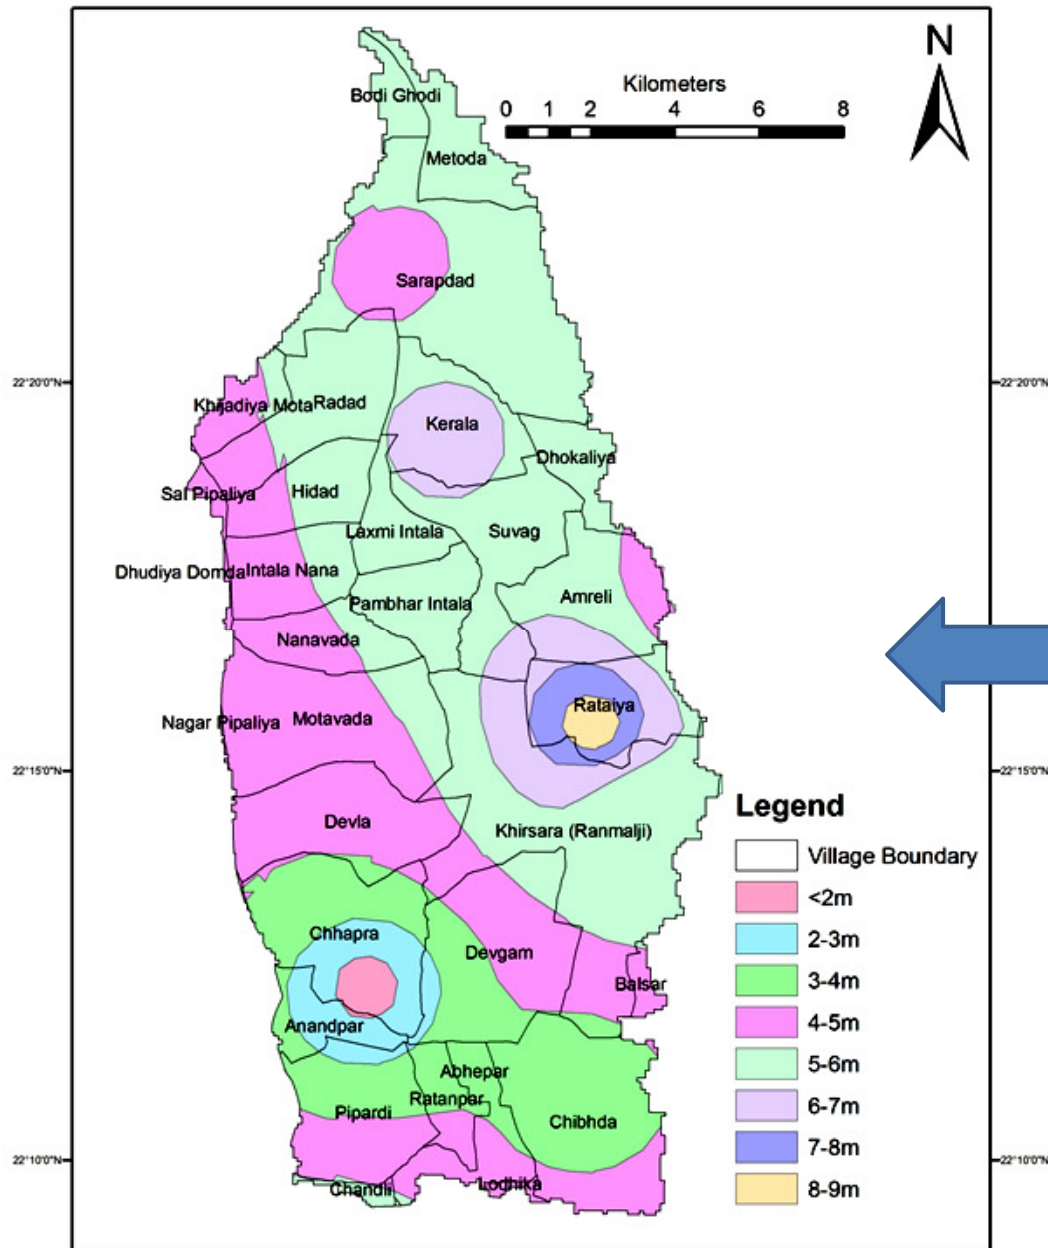 N
Kilometers
0 1 2 4 6 8
Bodi Ghodi
Metoda
Sarapdad
22°20'0"N
22°20'0"N
Khijadiya Mota
Radad
Kerala
Dhokaliya
Sal Pipaliya
Hidad
Laxmi Intala
Suvag
Dhudiya Domda
Intala Nana
Pambhar Intala
Amreli
Nanavada
Nagar Pipaliya
Motavada
Rataiya
22°15'0"N
22°15'0"N
Devla
Khirsara (Ranmalji)
Chhapra
Devgam
Balsar
Anandpar
Abhepar
Ratanpar
Pipardi
Chibhda
22°10'0"N
22°10'0"N
Chandli
Lodhika
Legend
Village Boundary
<2m
2-3m
3-4m
4-5m
5-6m
6-7m
7-8m
8-9m